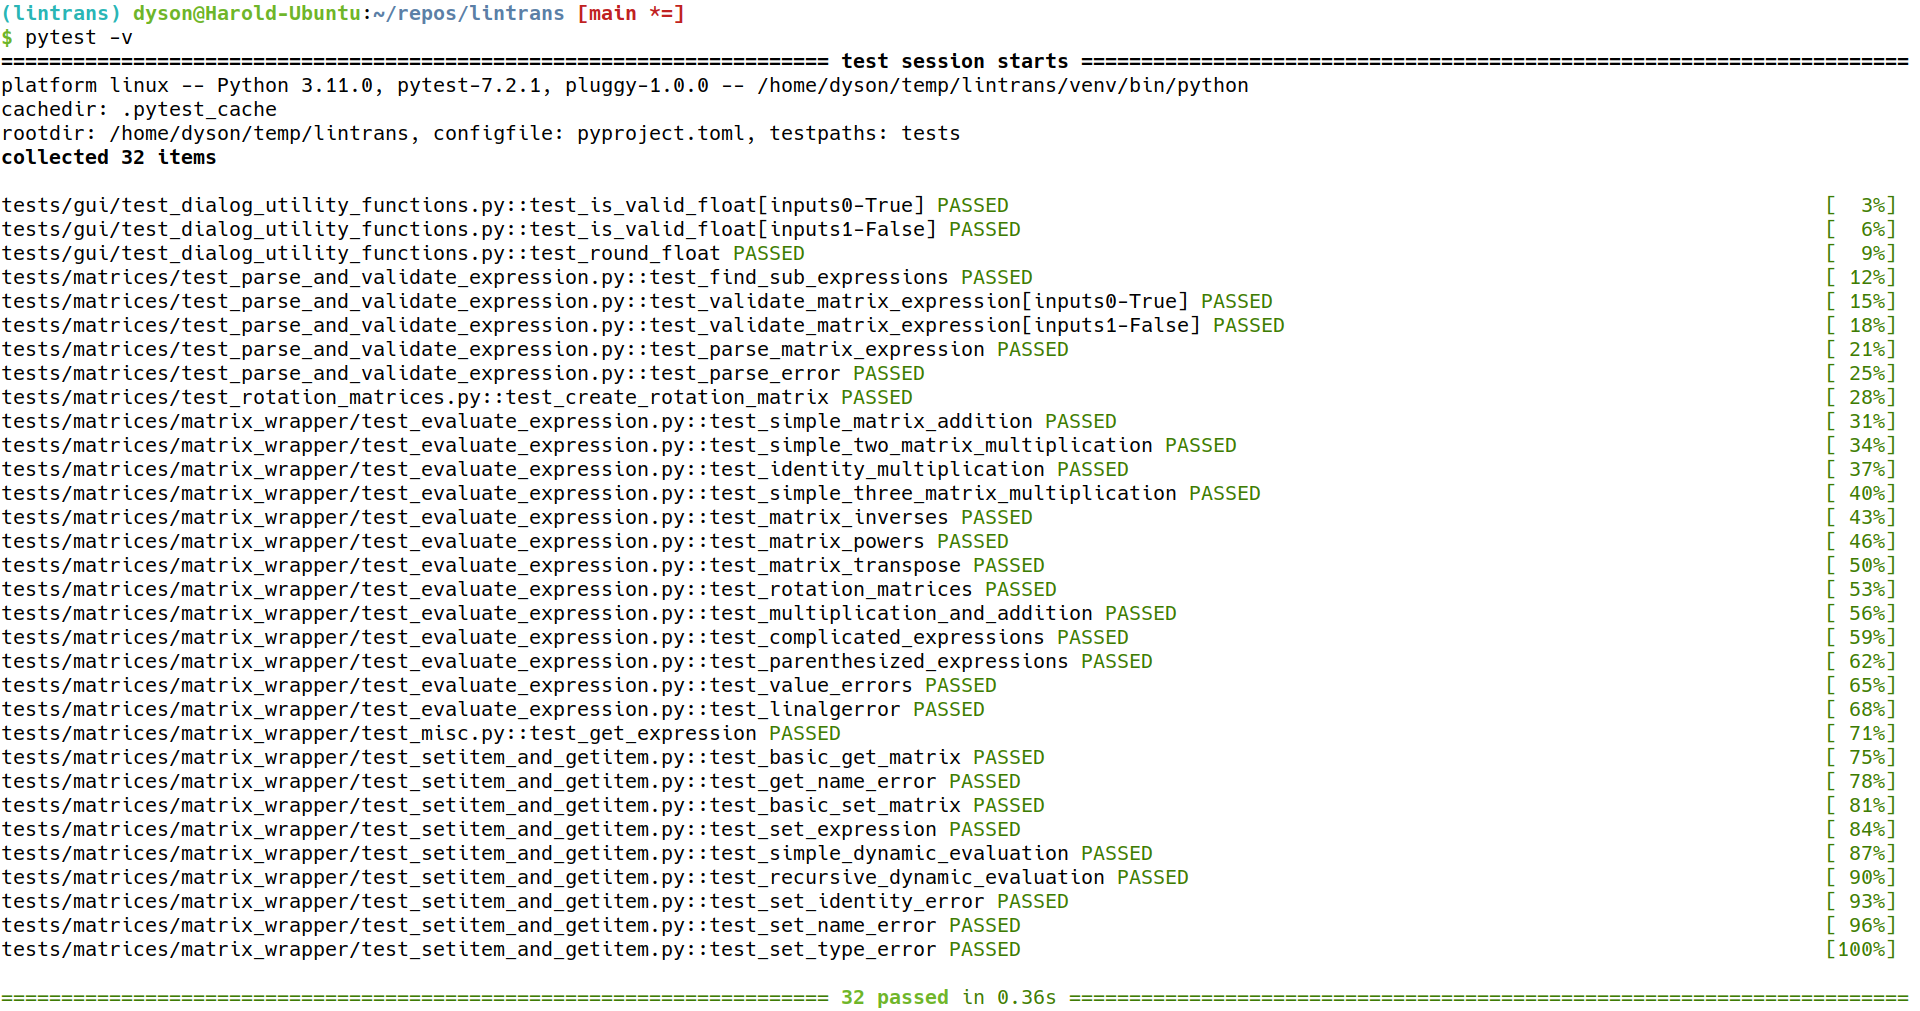 (lintrans) dyson@Harold-Ubuntu:~/repos/lintrans [main *=]
$ pytest -v
===================================================================== test session starts =====================================================================
platform linux -- Python 3.11.0, pytest-7.2.1, pluggy-1.0.0 -- /home/dyson/temp/lintrans/venv/bin/python
cachedir: .pytest_cache
rootdir: /home/dyson/temp/lintrans, configfile: pyproject.toml, testpaths: tests
collected 32 items

tests/gui/test_dialog_utility_functions.py::test_is_valid_float[inputs0-True] PASSED [  3%]
tests/gui/test_dialog_utility_functions.py::test_is_valid_float[inputs1-False] PASSED [  6%]
tests/gui/test_dialog_utility_functions.py::test_round_float PASSED [  9%]
tests/matrices/test_parse_and_validate_expression.py::test_find_sub_expressions PASSED [ 12%]
tests/matrices/test_parse_and_validate_expression.py::test_validate_matrix_expression[inputs0-True] PASSED [ 15%]
tests/matrices/test_parse_and_validate_expression.py::test_validate_matrix_expression[inputs1-False] PASSED [ 18%]
tests/matrices/test_parse_and_validate_expression.py::test_parse_matrix_expression PASSED [ 21%]
tests/matrices/test_parse_and_validate_expression.py::test_parse_error PASSED [ 25%]
tests/matrices/test_rotation_matrices.py::test_create_rotation_matrix PASSED [ 28%]
tests/matrices/matrix_wrapper/test_evaluate_expression.py::test_simple_matrix_addition PASSED [ 31%]
tests/matrices/matrix_wrapper/test_evaluate_expression.py::test_simple_two_matrix_multiplication PASSED [ 34%]
tests/matrices/matrix_wrapper/test_evaluate_expression.py::test_identity_multiplication PASSED [ 37%]
tests/matrices/matrix_wrapper/test_evaluate_expression.py::test_simple_three_matrix_multiplication PASSED [ 40%]
tests/matrices/matrix_wrapper/test_evaluate_expression.py::test_matrix_inverses PASSED [ 43%]
tests/matrices/matrix_wrapper/test_evaluate_expression.py::test_matrix_powers PASSED [ 46%]
tests/matrices/matrix_wrapper/test_evaluate_expression.py::test_matrix_transpose PASSED [ 50%]
tests/matrices/matrix_wrapper/test_evaluate_expression.py::test_rotation_matrices PASSED [ 53%]
tests/matrices/matrix_wrapper/test_evaluate_expression.py::test_multiplication_and_addition PASSED [ 56%]
tests/matrices/matrix_wrapper/test_evaluate_expression.py::test_complicated_expressions PASSED [ 59%]
tests/matrices/matrix_wrapper/test_evaluate_expression.py::test_parenthesized_expressions PASSED [ 62%]
tests/matrices/matrix_wrapper/test_evaluate_expression.py::test_value_errors PASSED [ 65%]
tests/matrices/matrix_wrapper/test_evaluate_expression.py::test_linalgerror PASSED [ 68%]
tests/matrices/matrix_wrapper/test_misc.py::test_get_expression PASSED [ 71%]
tests/matrices/matrix_wrapper/test_setitem_and_getitem.py::test_basic_get_matrix PASSED [ 75%]
tests/matrices/matrix_wrapper/test_setitem_and_getitem.py::test_get_name_error PASSED [ 78%]
tests/matrices/matrix_wrapper/test_setitem_and_getitem.py::test_basic_set_matrix PASSED [ 81%]
tests/matrices/matrix_wrapper/test_setitem_and_getitem.py::test_set_expression PASSED [ 84%]
tests/matrices/matrix_wrapper/test_setitem_and_getitem.py::test_simple_dynamic_evaluation PASSED [ 87%]
tests/matrices/matrix_wrapper/test_setitem_and_getitem.py::test_recursive_dynamic_evaluation PASSED [ 90%]
tests/matrices/matrix_wrapper/test_setitem_and_getitem.py::test_set_identity_error PASSED [ 93%]
tests/matrices/matrix_wrapper/test_setitem_and_getitem.py::test_set_name_error PASSED [ 96%]
tests/matrices/matrix_wrapper/test_setitem_and_getitem.py::test_set_type_error PASSED [100%]

===================================================================== 32 passed in 0.36s ======================================================================